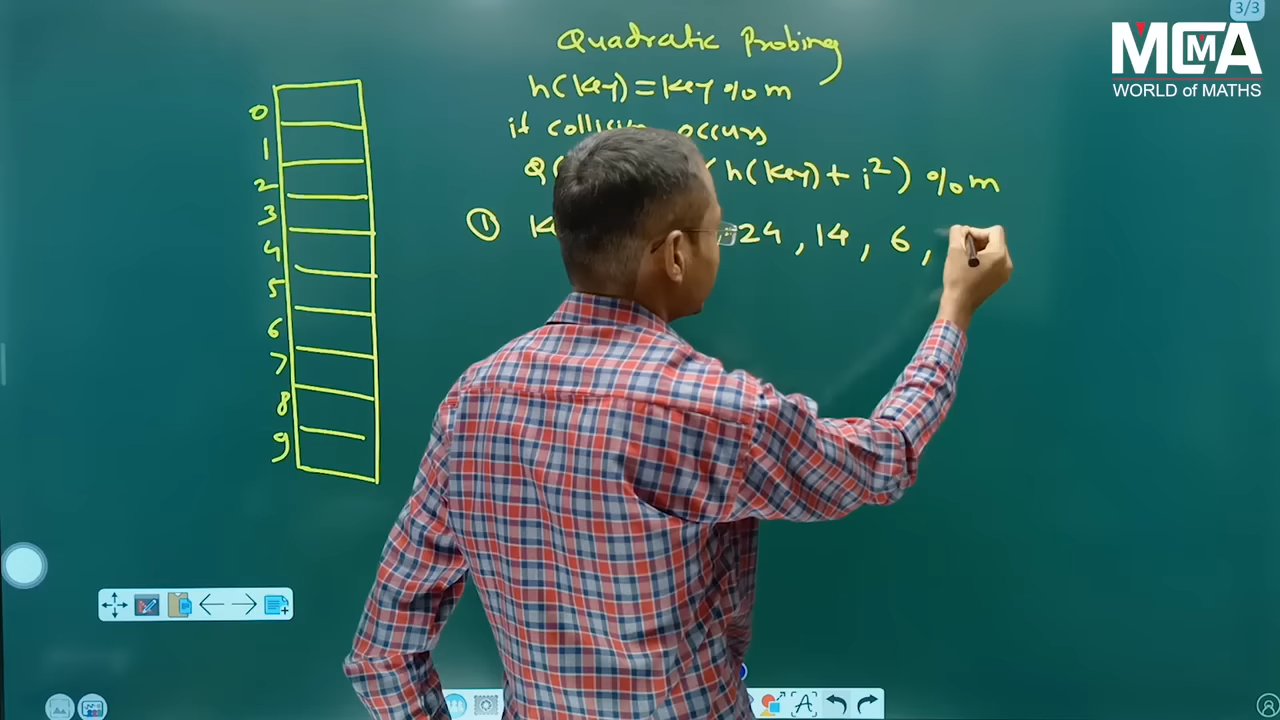 3/3
MCMA
WORLD of MATHS
Quadratic Probing
h(key) = key % m
if collision occurs
h(key) + i²) % m
① 24, 14, 6,
0
1
2
3
4
5
6
7
8
9
A